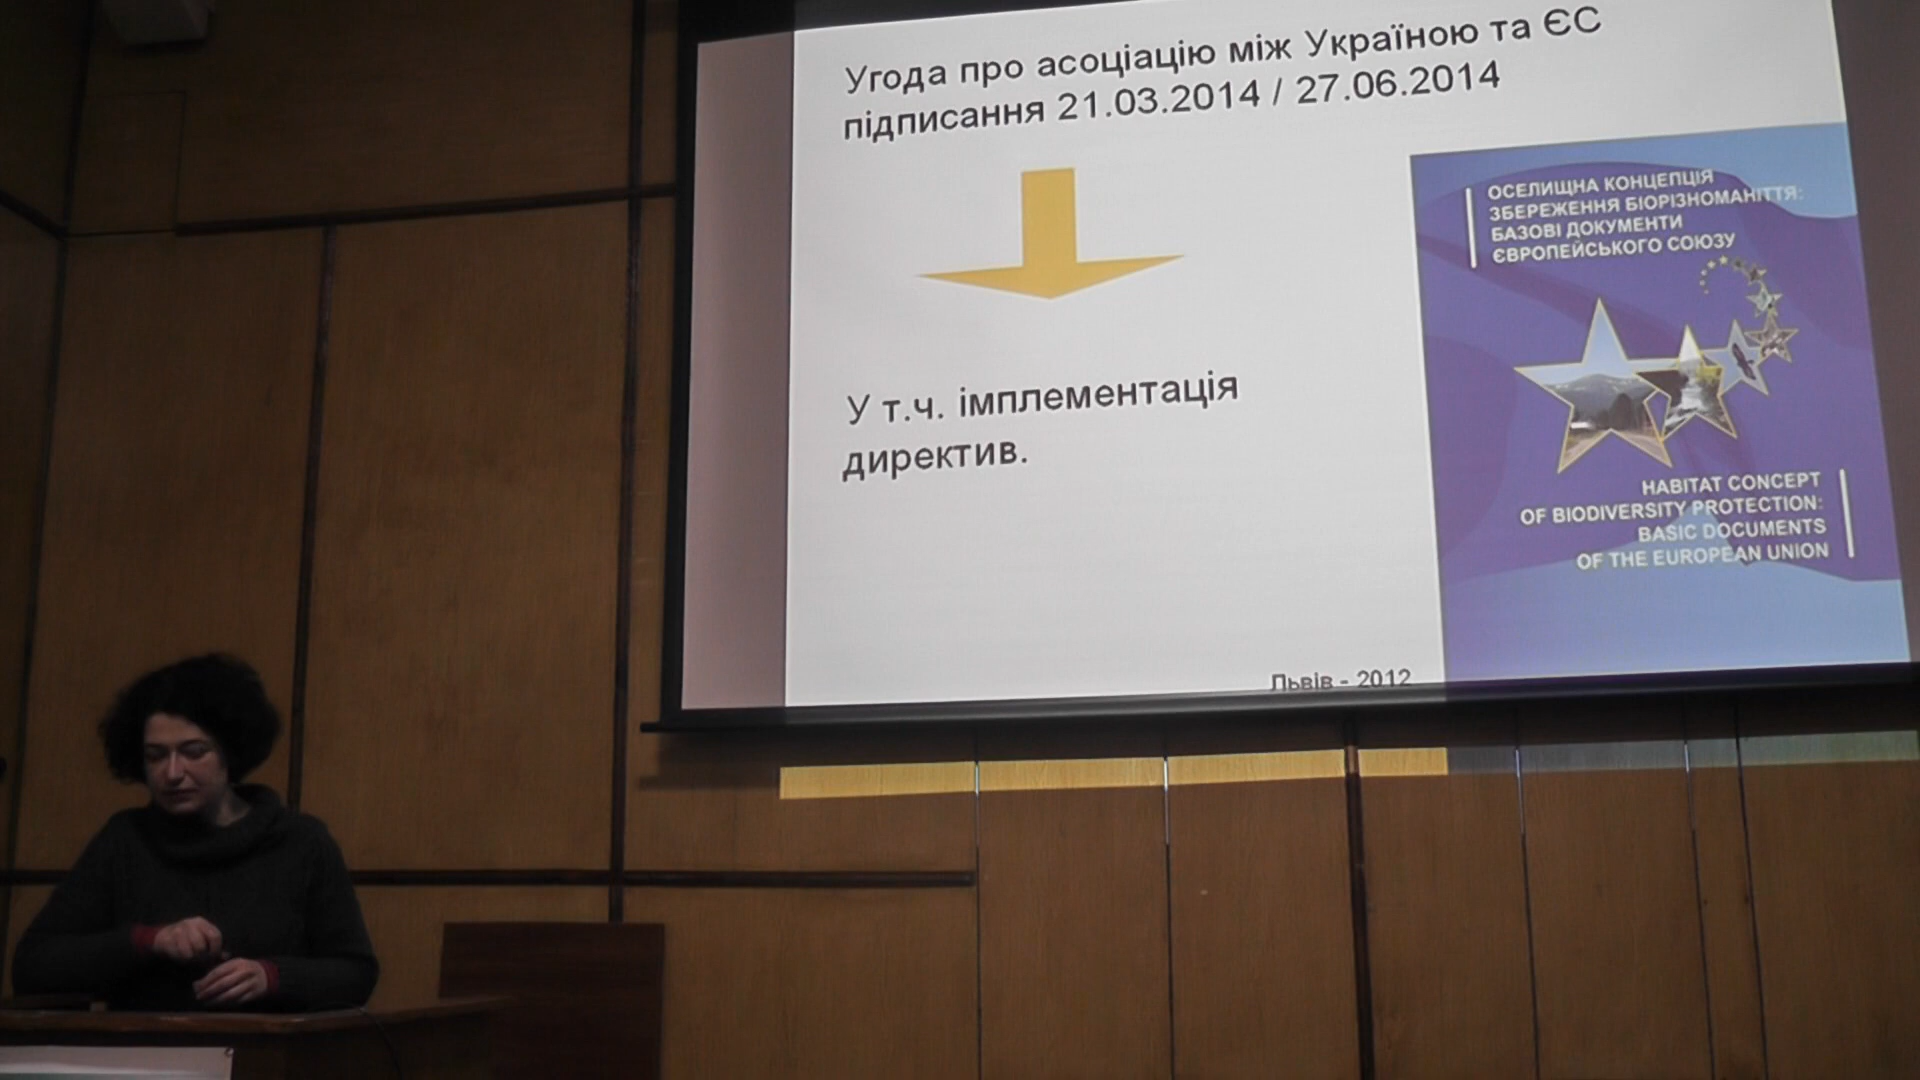 Угода про асоціацію між Україною та ЄС
підписання 21.03.2014 / 27.06.2014
У т.ч. імплементація
директив.
ОСЕЛИЩНА КОНЦЕПЦІЯ
ЗБЕРЕЖЕННЯ БІОРІЗНОМАНІТТЯ:
БАЗОВІ ДОКУМЕНТИ
ЄВРОПЕЙСЬКОГО СОЮЗУ
HABITAT CONCEPT
OF BIODIVERSITY PROTECTION:
BASIC DOCUMENTS
OF THE EUROPEAN UNION
Львів - 2012